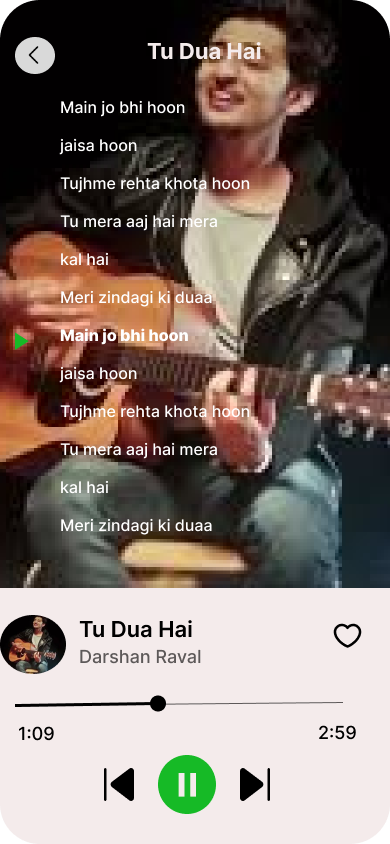 Tu Dua Hai
Main jo bhi hoon
jaisa hoon
Tujhme rehta khota hoon
Tu mera aaj hai mera
kal hai
Meri zindagi ki duaa
Main jo bhi hoon
jaisa hoon
Tujhme rehta khota hoon
Tu mera aaj hai mera
kal hai
Meri zindagi ki duaa
Tu Dua Hai
Darshan Raval
1:09
2:59